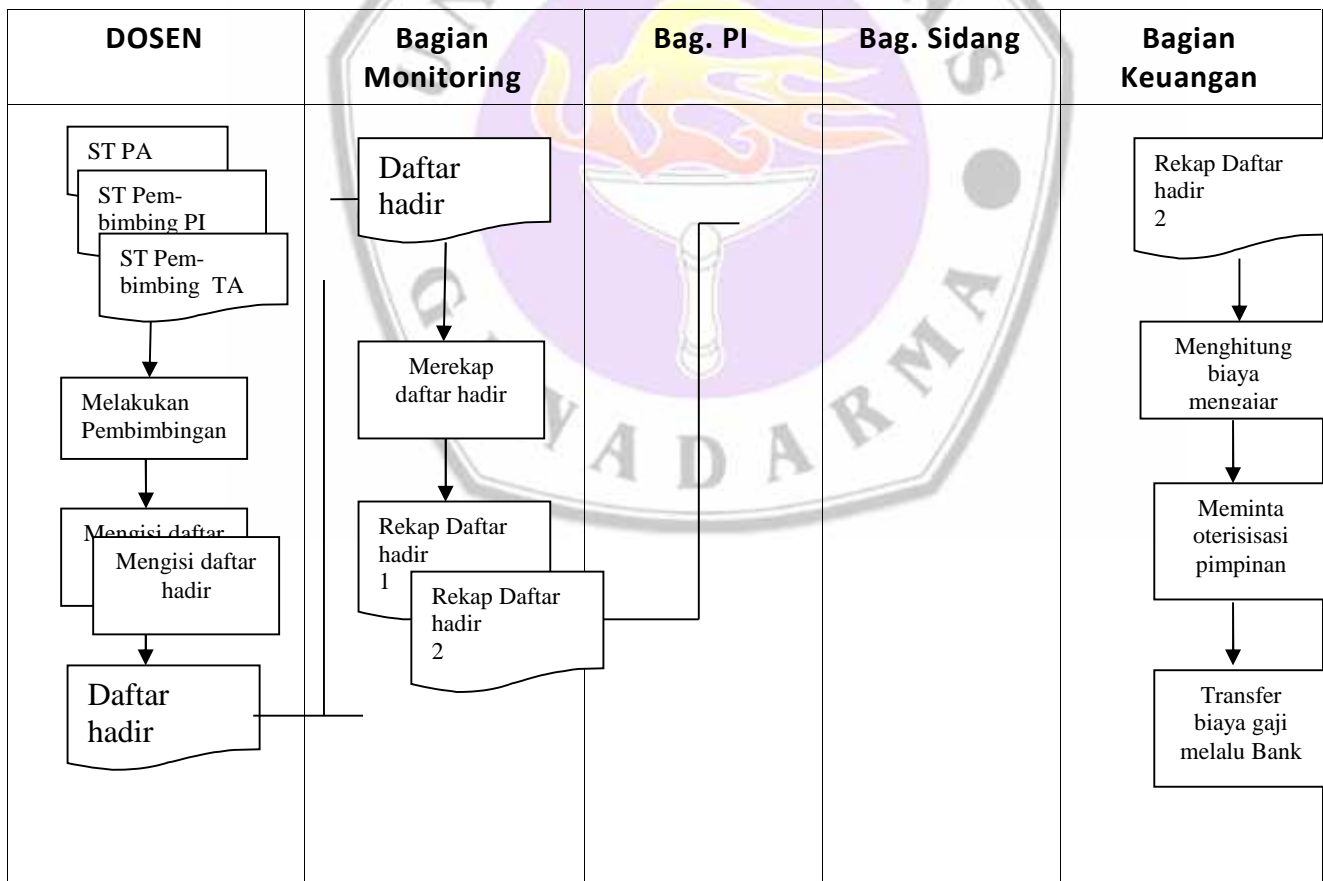 DOSEN
Bagian
Monitoring
Bag. PI
Bag. Sidang
Bagian
Keuangan
ST PA
ST Pem-
bimbing PI
ST Pem-
bimbing TA
Melakukan
Pembimbingan
Mengisi daftar
Mengisi daftar
hadir
Daftar
hadir
Daftar
hadir
Merekap
daftar hadir
Rekap Daftar
hadir
1
Rekap Daftar
hadir
2
Rekap Daftar
hadir
2
Menghitung
biaya
mengajar
Meminta
oterisisasi
pimpinan
Transfer
biaya gaji
melalu Bank